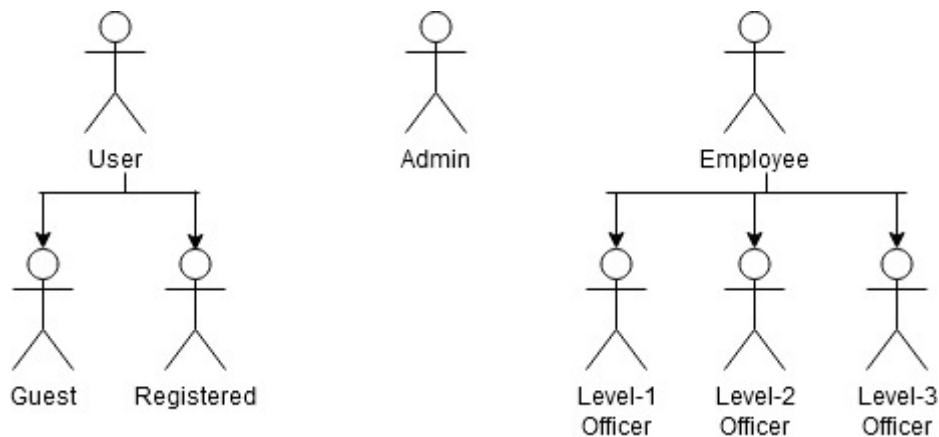 User
Admin
Employee
Guest
Registered
Level-1
Officer
Level-2
Officer
Level-3
Officer